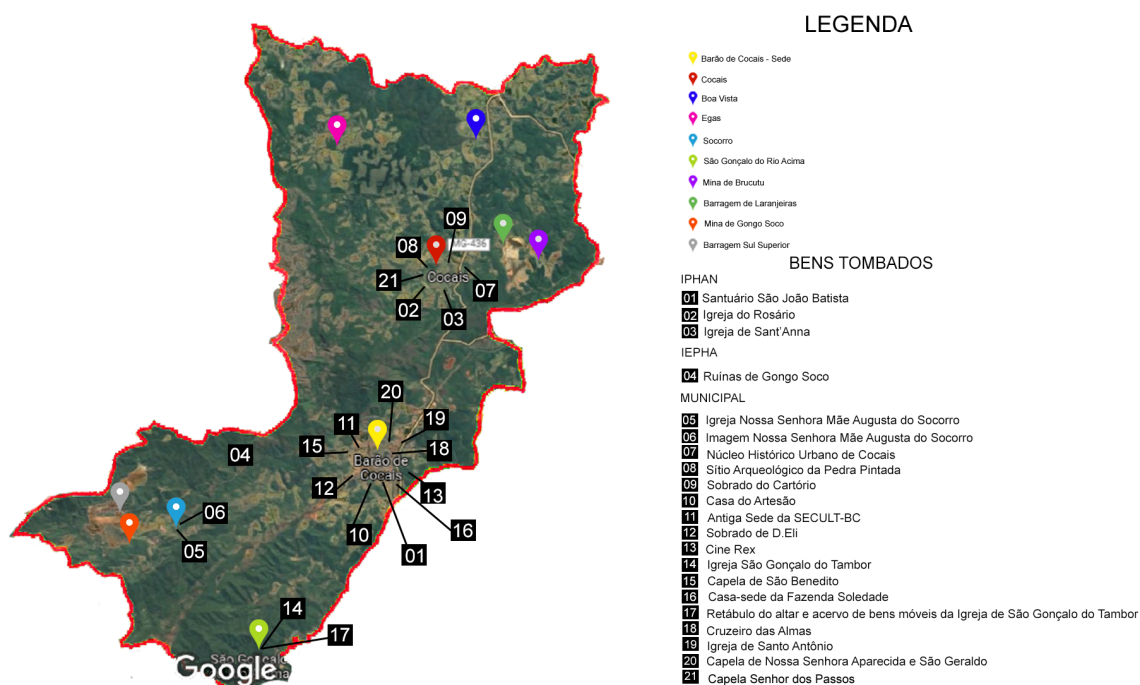 LEGENDA
Barão de Cocais - Sede
Cocais
Boa Vista
Egas
Socorro
São Gonçalo do Rio Acima
Mina de Brucutu
Barragem de Laranjeiras
Mina de Gongo Soco
Barragem Sul Superior
BENS TOMBADOS
IPHAN
01 Santuário São João Batista
02 Igreja do Rosário
03 Igreja de Sant'Anna
IEPHA
04 Ruínas de Gongo Soco
MUNICIPAL
05 Igreja Nossa Senhora Mãe Augusta do Socorro
06 Imagem Nossa Senhora Mãe Augusta do Socorro
07 Núcleo Histórico Urbano de Cocais
08 Sítio Arqueológico da Pedra Pintada
09 Sobrado do Cartório
10 Casa do Artesão
11 Antiga Sede da SECULT-BC
12 Sobrado de D.Eli
13 Cine Rex
14 Igreja São Gonçalo do Tambor
15 Capela de São Benedito
16 Casa-sede da Fazenda Soledade
17 Retábulo do altar e acervo de bens móveis da Igreja de São Gonçalo do Tambor
18 Cruzeiro das Almas
19 Igreja de Santo Antônio
20 Capela de Nossa Senhora Aparecida e São Geraldo
21 Capela Senhor dos Passos
09
08
MG-436
21
Cocais
07
02
03
20
11
19
15
04
18
Barão de
Cocais
12
13
06
16
10
05
01
14
17
São Gonçalo
Google